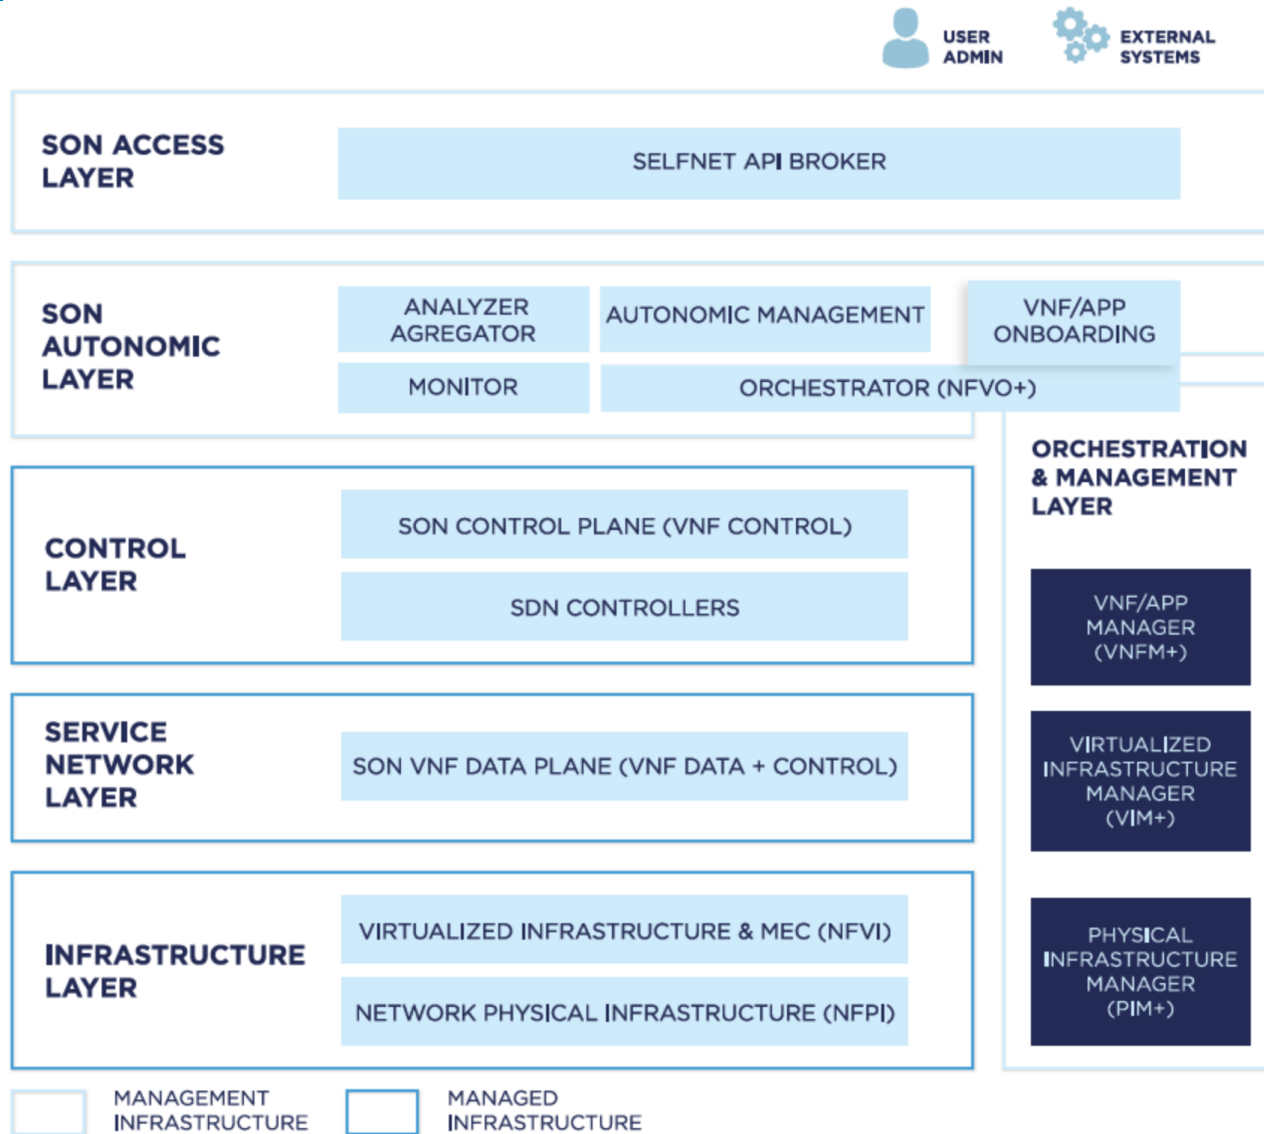 USER
ADMIN
EXTERNAL
SYSTEMS
SON ACCESS
LAYER
SELFNET API BROKER
SON
AUTONOMIC
LAYER
ANALYZER
AGREGATOR
AUTONOMIC MANAGEMENT
VNF/APP
ONBOARDING
MONITOR
ORCHESTRATOR (NFVO+)
ORCHESTRATION
& MANAGEMENT
LAYER
CONTROL
LAYER
SON CONTROL PLANE (VNF CONTROL)
SDN CONTROLLERS
VNF/APP
MANAGER
(VNFM+)
SERVICE
NETWORK
LAYER
SON VNF DATA PLANE (VNF DATA + CONTROL)
VIRTUALIZED
INFRASTRUCTURE
MANAGER
(VIM+)
INFRASTRUCTURE
LAYER
VIRTUALIZED INFRASTRUCTURE & MEC (NFVI)
NETWORK PHYSICAL INFRASTRUCTURE (NFPI)
PHYSICAL
INFRASTRUCTURE
MANAGER
(PIM+)
MANAGEMENT
INFRASTRUCTURE
MANAGED
INFRASTRUCTURE